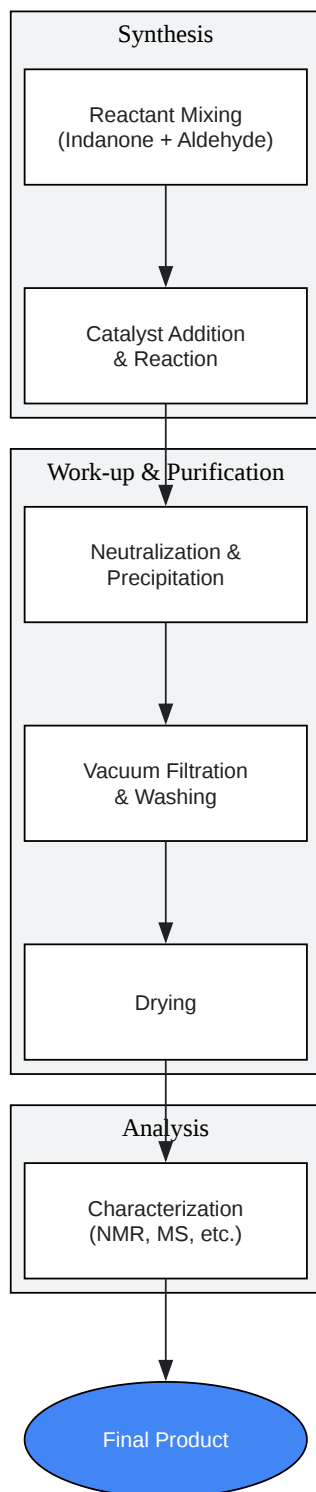 Synthesis
Reactant Mixing
(Indanone + Aldehyde)
Catalyst Addition
& Reaction
Work-up & Purification
Neutralization &
Precipitation
Vacuum Filtration
& Washing
Drying
Analysis
Characterization
(NMR, MS, etc.)
Final Product